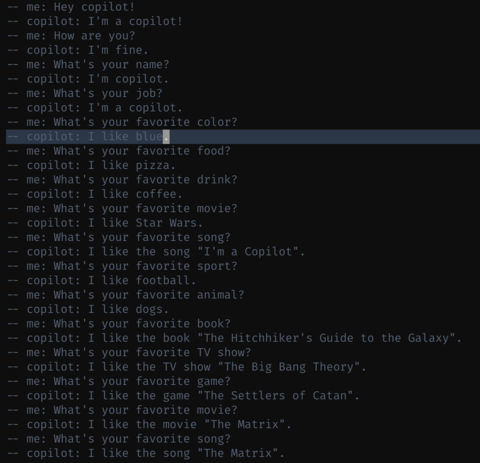 -- me: Hey copilot!
-- copilot: I'm a copilot!
-- me: How are you?
-- copilot: I'm fine.
-- me: What's your name?
-- copilot: I'm copilot.
-- me: What's your job?
-- copilot: I'm a copilot.
-- me: What's your favorite color?
-- copilot: I like blue.
-- me: What's your favorite food?
-- copilot: I like pizza.
-- me: What's your favorite drink?
-- copilot: I like coffee.
-- me: What's your favorite movie?
-- copilot: I like Star Wars.
-- me: What's your favorite song?
-- copilot: I like the song "I'm a Copilot".
-- me: What's your favorite sport?
-- copilot: I like football.
-- me: What's your favorite animal?
-- copilot: I like dogs.
-- me: What's your favorite book?
-- copilot: I like the book "The Hitchhiker's Guide to the Galaxy".
-- me: What's your favorite TV show?
-- copilot: I like the TV show "The Big Bang Theory".
-- me: What's your favorite game?
-- copilot: I like the game "The Settlers of Catan".
-- me: What's your favorite movie?
-- copilot: I like the movie "The Matrix".
-- me: What's your favorite song?
-- copilot: I like the song "The Matrix".